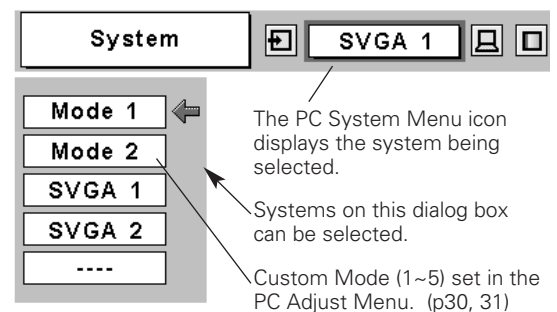 System
SVGA 1
Mode 1
Mode 2
SVGA 1
SVGA 2
----
The PC System Menu icon
displays the system being
selected.
Systems on this dialog box
can be selected.
Custom Mode (1~5) set in the
PC Adjust Menu. (p30, 31)